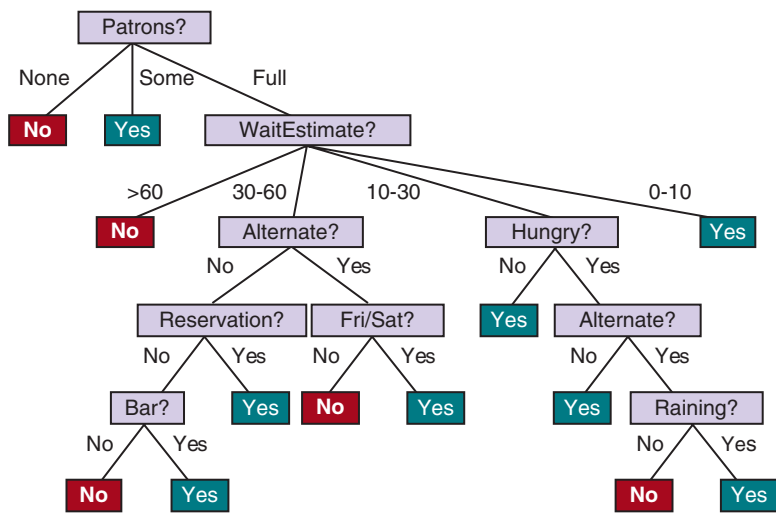 Patrons?
None Some Full
No Yes WaitEstimate?
>60 30-60 10-30 0-10
No Alternate? Hungry? Yes
No Yes No Yes
Reservation? Fri/Sat? Yes Alternate?
No Yes No Yes No Yes
Bar? Yes No Yes Yes Raining?
No Yes No Yes
No Yes No Yes